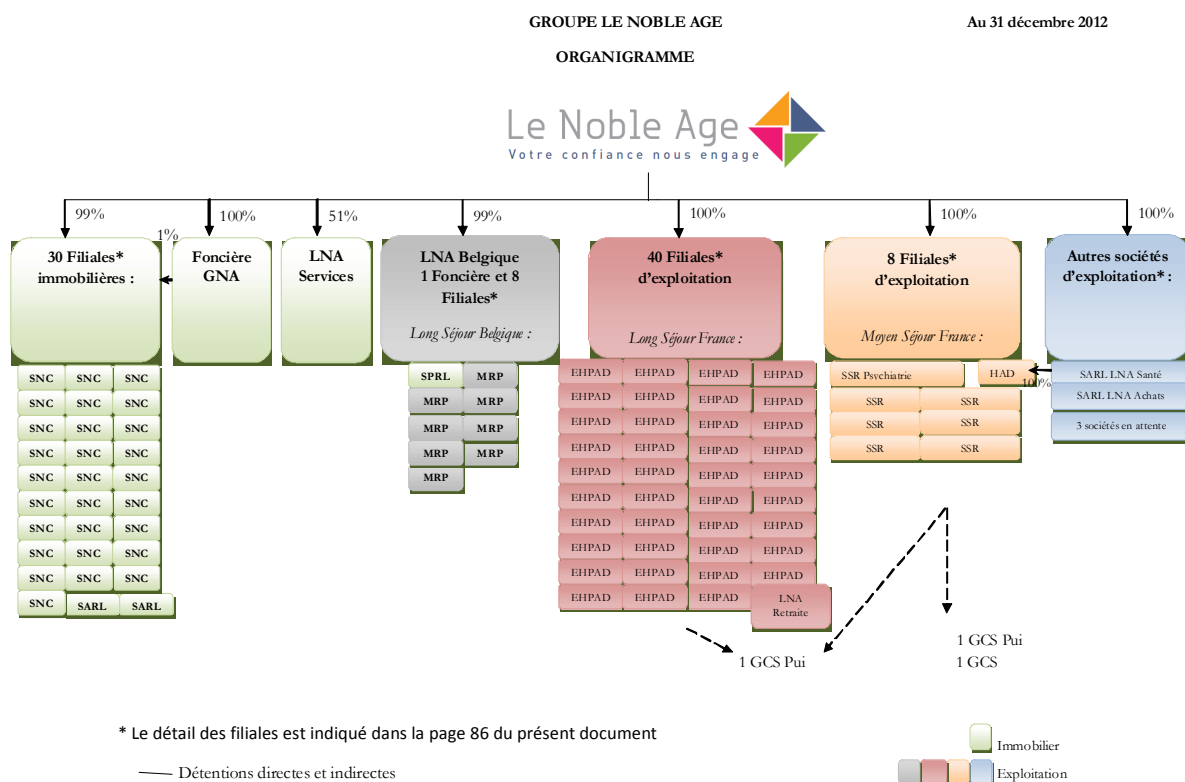 GROUPE LE NOBLE AGE
Au 31 décembre 2012
ORGANIGRAMME
Le Noble Age
Votre confiance nous engage
99%
100%
51%
99%
100%
100%
100%
1%
30 Filiales*
immobilières :
Foncière
GNA
LNA
Services
LNA Belgique
1 Foncière et 8
Filiales*
Long Séjour Belgique :
40 Filiales*
d'exploitation
Long Séjour France :
8 Filiales*
d'exploitation
Moyen Séjour France :
Autres sociétés
d'exploitation* :
SNC SNC SNC
SNC SNC SNC
SNC SNC SNC
SNC SNC SNC
SNC SNC SNC
SNC SNC SNC
SNC SNC SNC
SNC SNC SNC
SNC SNC SNC
SNC SARL SARL
SPRL MRP
MRP MRP
MRP MRP
MRP MRP
MRP
EHPAD EHPAD EHPAD EHPAD
EHPAD EHPAD EHPAD EHPAD
EHPAD EHPAD EHPAD EHPAD
EHPAD EHPAD EHPAD EHPAD
EHPAD EHPAD EHPAD EHPAD
EHPAD EHPAD EHPAD EHPAD
EHPAD EHPAD EHPAD EHPAD
EHPAD EHPAD EHPAD EHPAD
EHPAD EHPAD EHPAD EHPAD
EHPAD EHPAD EHPAD LNA
Retraite
SSR Psychiatrie HAD
100%
SSR SSR
SSR SSR
SSR SSR
SARL LNA Santé
SARL LNA Achats
3 sociétés en attente
1 GCS Pui
1 GCS Pui
1 GCS
* Le détail des filiales est indiqué dans la page 86 du présent document
Détentions directes et indirectes
Immobilier
Exploitation